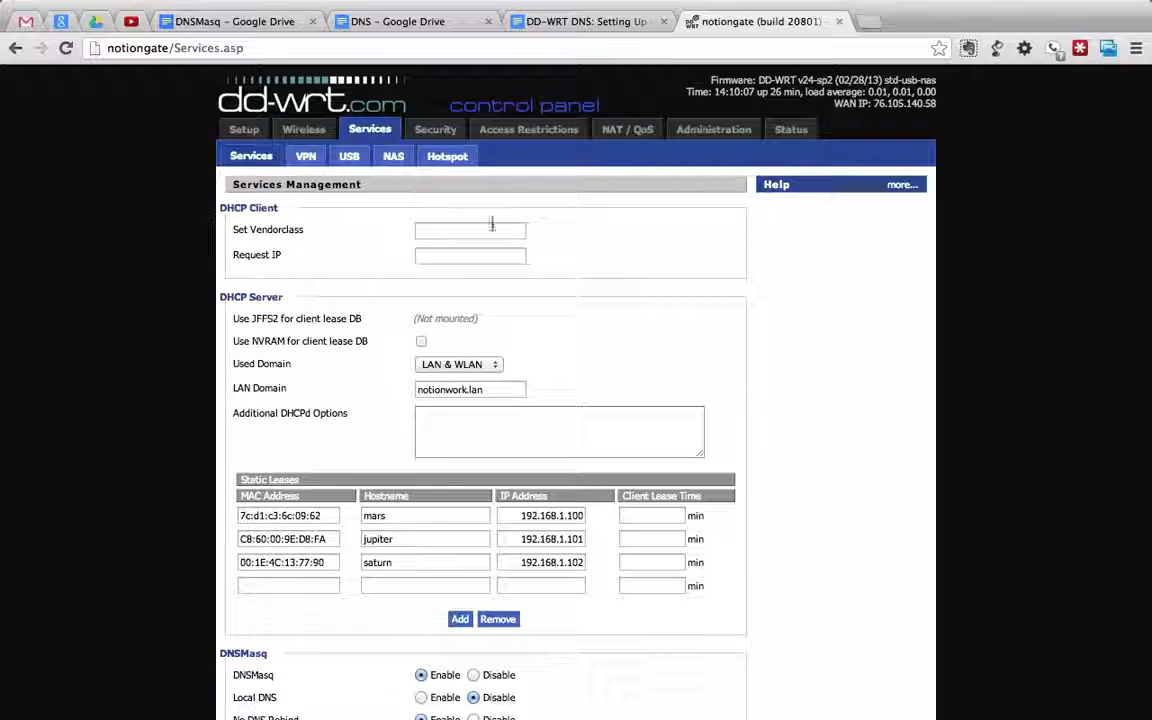 DNSMasq - Google Drive
DNS - Google Drive
DD-WRT DNS: Setting Up
notiongate (build 20801)
notiongate/Services.asp
Firmware: DD-WRT v24-sp2 (02/28/13) std-usb-nas
Time: 14:10:07 up 26 min, load average: 0.01, 0.01, 0.00
WAN IP: 76.105.140.58
dd-wrt.com control panel
Setup Wireless Services Security Access Restrictions NAT / QoS Administration Status
Services VPN USB NAS Hotspot
Services Management
Help more...
DHCP Client
Set Vendorclass
Request IP
DHCP Server
Use JFFS2 for client lease DB (Not mounted)
Use NVRAM for client lease DB
Used Domain LAN & WLAN
LAN Domain notionwork.lan
Additional DHCPd Options
Static Leases
MAC Address Hostname IP Address Client Lease Time
7c:d1:c3:6c:09:62 mars 192.168.1.100 min
C8:60:00:9E:D8:FA jupiter 192.168.1.101 min
00:1E:4C:13:77:90 saturn 192.168.1.102 min
min
Add Remove
DNSMasq
DNSMasq Enable Disable
Local DNS Enable Disable
No DNS Rebind Enable Disable